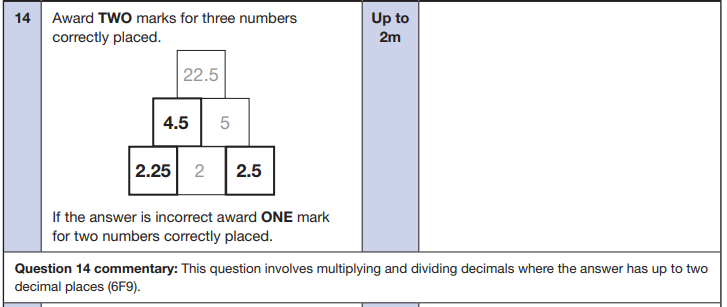 14 Award TWO marks for three numbers Up to
correctly placed. 2m
22.5
4.5 5
2.25 2 2.5
If the answer is incorrect award ONE mark
for two numbers correctly placed.
Question 14 commentary: This question involves multiplying and dividing decimals where the answer has up to two
decimal places (6F9).